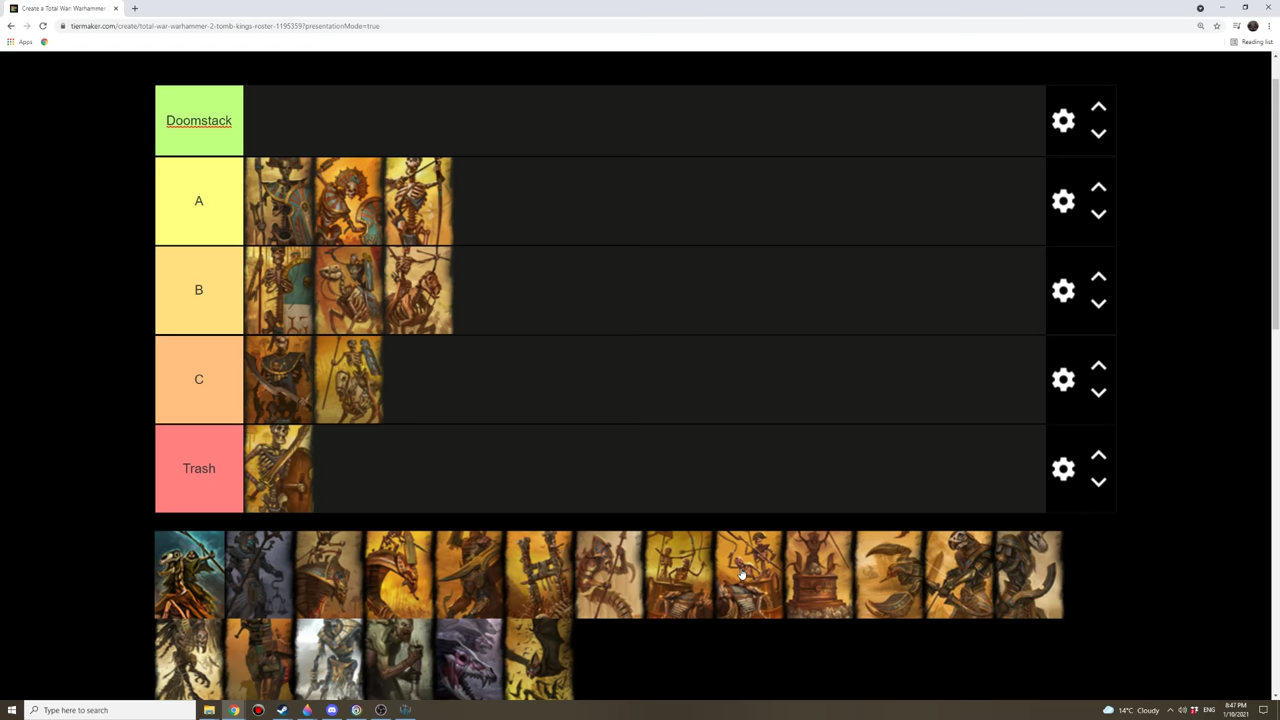 Create a Total War: Warhammer
tiermaker.com/create/total-war-warhammer-2-tomb-kings-roster-1195359?presentationMode=true
Apps
Reading list
Doomstack
A
B
C
Trash
Type here to search
14°C Cloudy
ENG
8:47 PM
1/10/2021